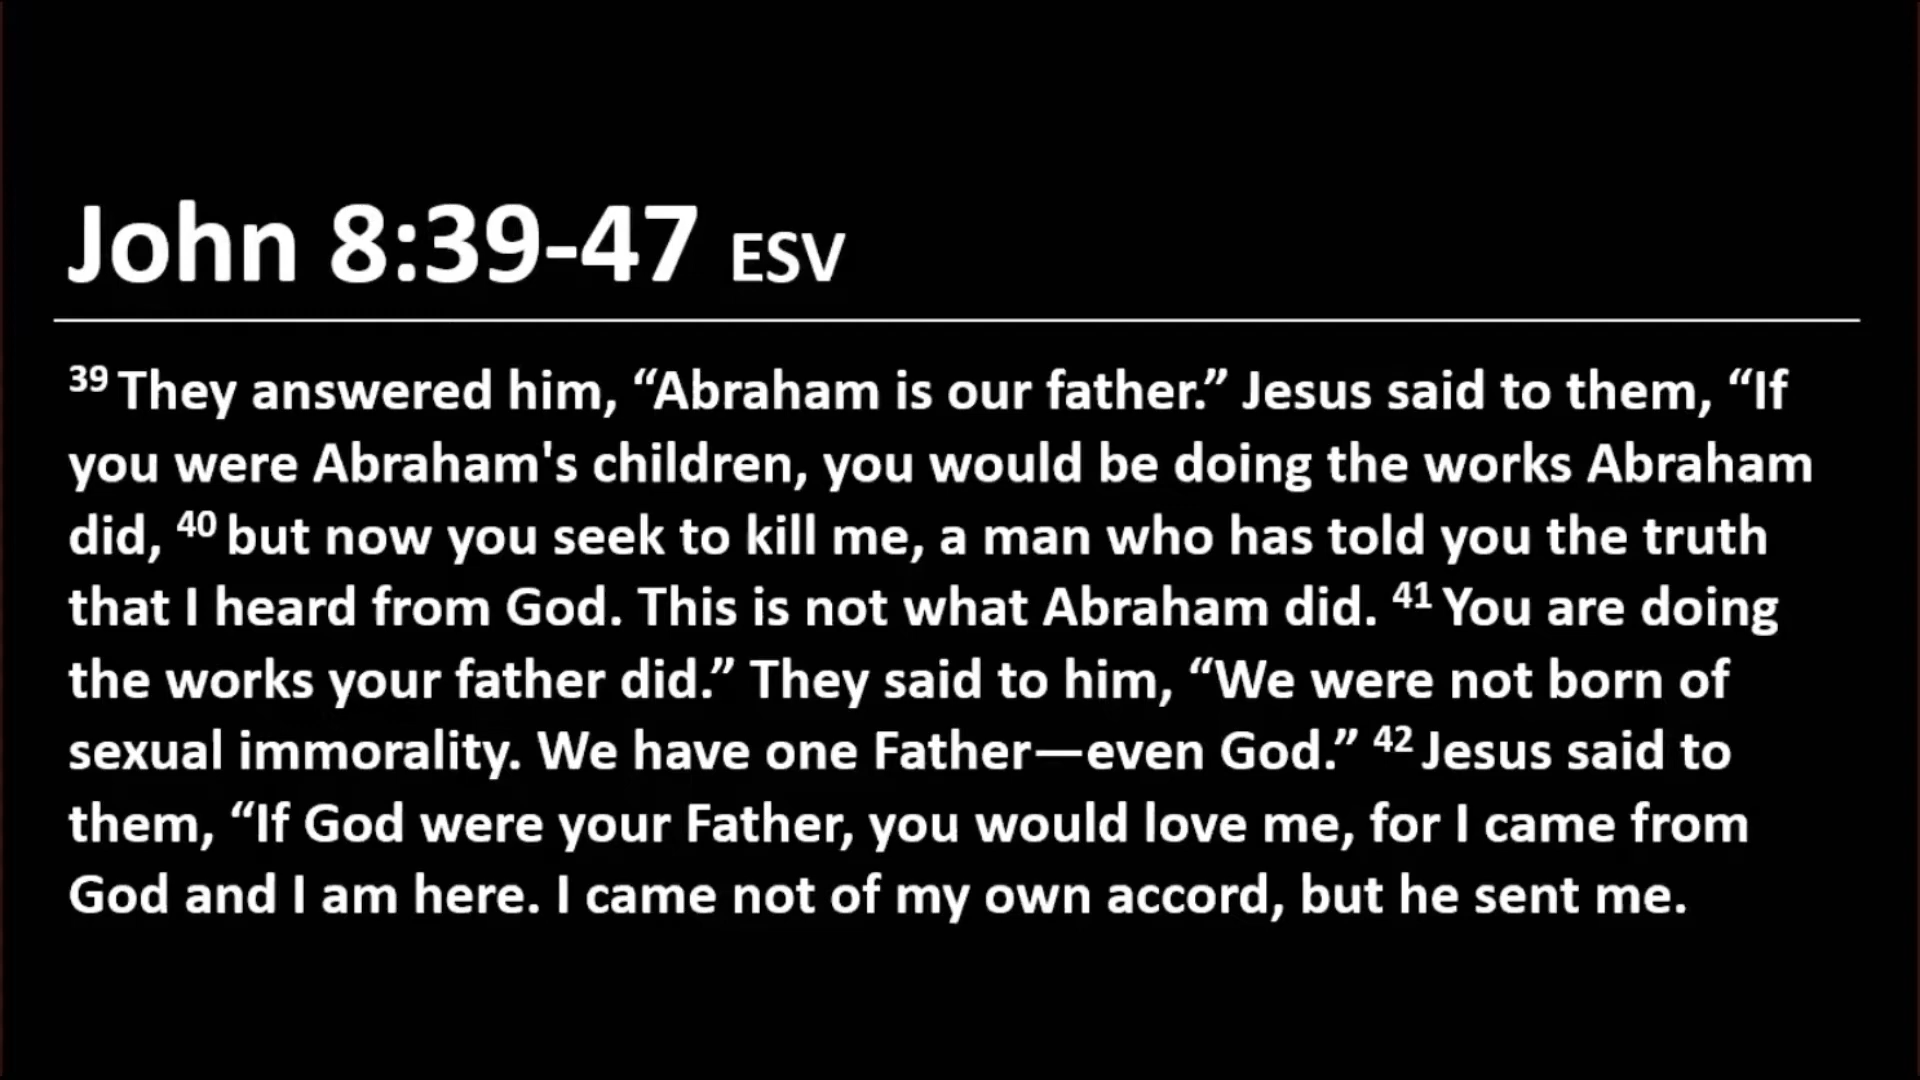 John 8:39-47 ESV
39 They answered him, “Abraham is our father.” Jesus said to them, “If
you were Abraham's children, you would be doing the works Abraham
did, 40 but now you seek to kill me, a man who has told you the truth
that I heard from God. This is not what Abraham did. 41 You are doing
the works your father did.” They said to him, “We were not born of
sexual immorality. We have one Father—even God.” 42 Jesus said to
them, “If God were your Father, you would love me, for I came from
God and I am here. I came not of my own accord, but he sent me.